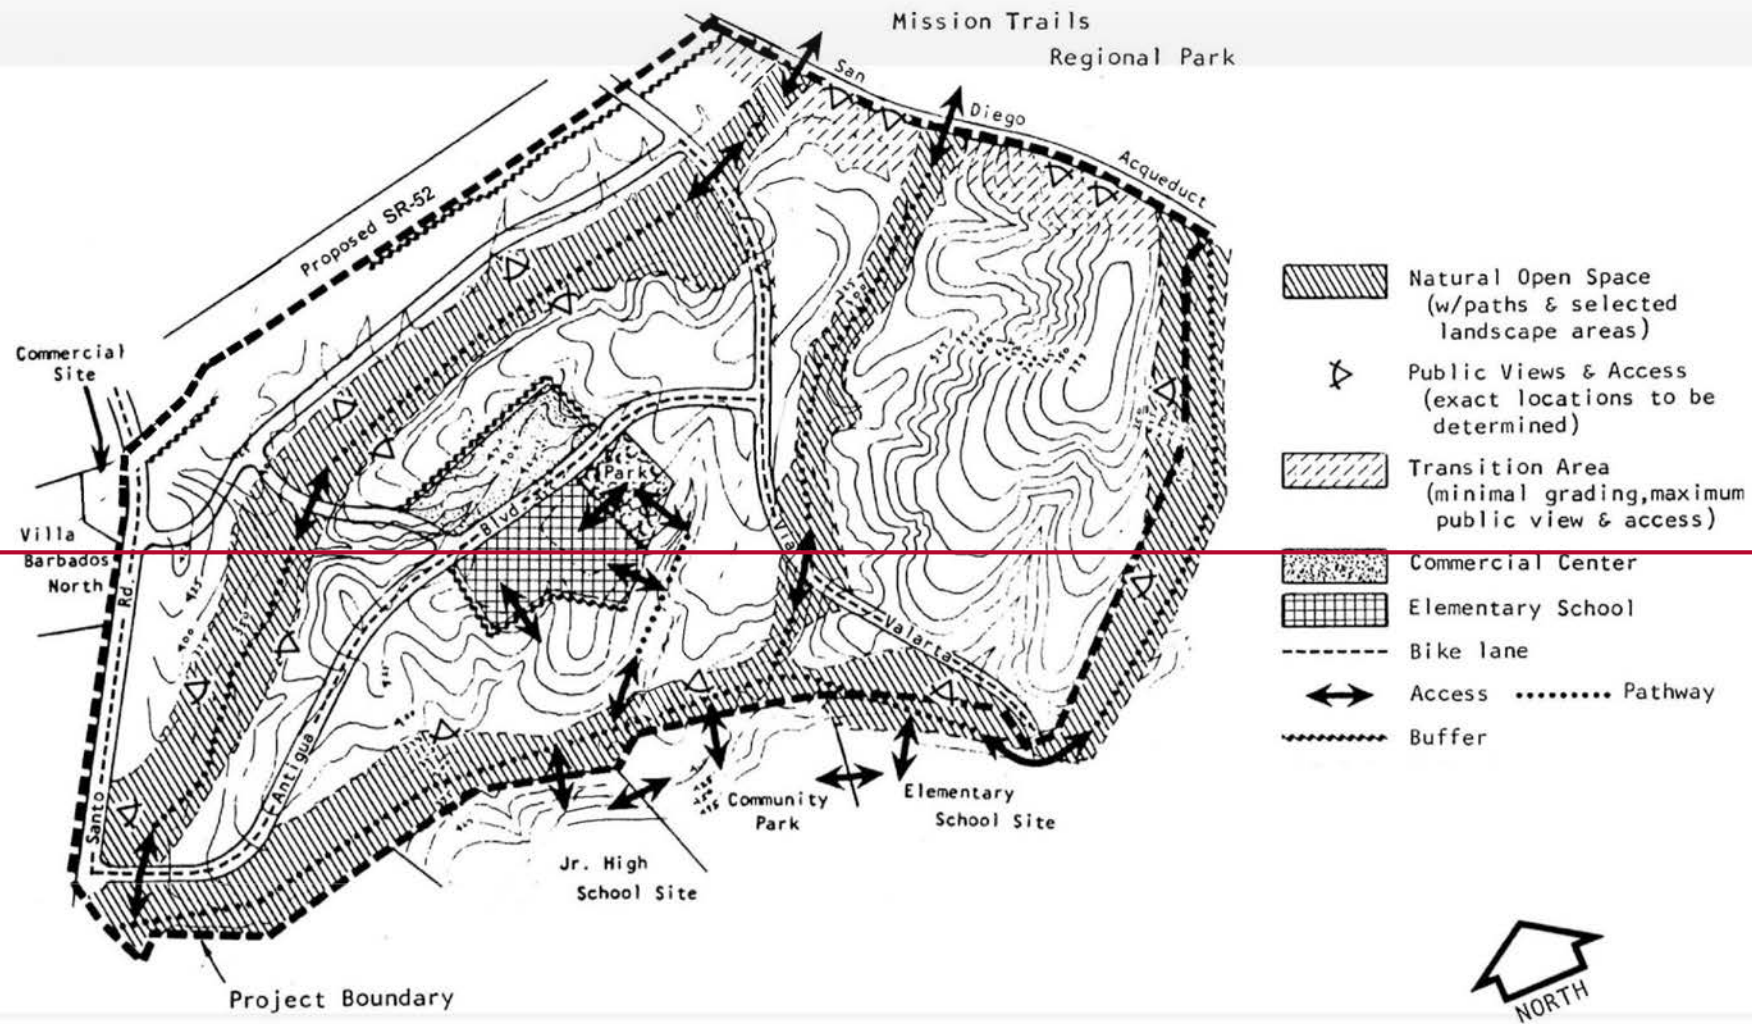 Mission Trails
Regional Park
San
Diego
Acqueduct
Proposed SR-52
Commercial
Site
Villa
Barbados
North
Rd.
Santo
Antigua
Blvd.
Park
Via
Valarta
Community
Park
Elementary
School Site
Jr. High
School Site
Project Boundary
Natural Open Space
(w/paths & selected
landscape areas)
Public Views & Access
(exact locations to be
determined)
Transition Area
(minimal grading,maximum
public view & access)
Commercial Center
Elementary School
Bike lane
Access
Pathway
Buffer
NORTH